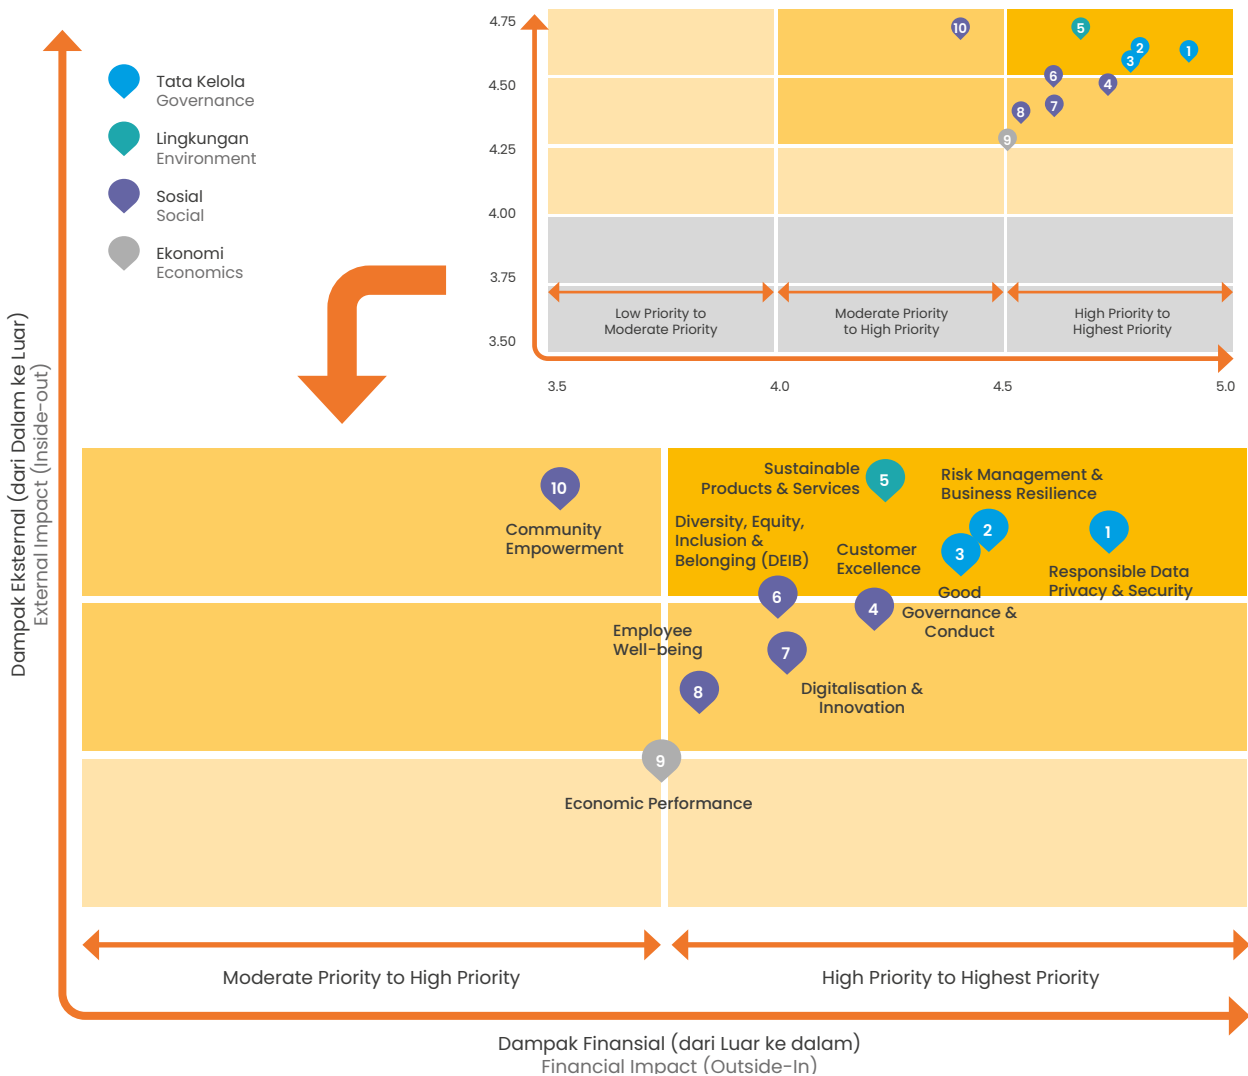 4.75
4.50
4.25
4.00
3.75
3.50
10
5
2
1
3
6
4
7
8
9
Low Priority to
Moderate Priority
Moderate Priority
to High Priority
High Priority to
Highest Priority
3.5
4.0
4.5
5.0
Tata Kelola
Governance
Lingkungan
Environment
Sosial
Social
Ekonomi
Economics
Dampak Eksternal (dari Dalam ke Luar)
External Impact (Inside-out)
10
Community
Empowerment
Sustainable
Products & Services
5
Risk Management &
Business Resilience
2
Diversity, Equity,
Inclusion &
Belonging (DEIB)
Customer
Excellence
3
1
Responsible Data
Privacy & Security
6
4
Good
Governance &
Conduct
Employee
Well-being
7
8
Digitalisation &
Innovation
9
Economic Performance
Moderate Priority to High Priority
High Priority to Highest Priority
Dampak Finansial (dari Luar ke dalam)
Financial Impact (Outside-In)